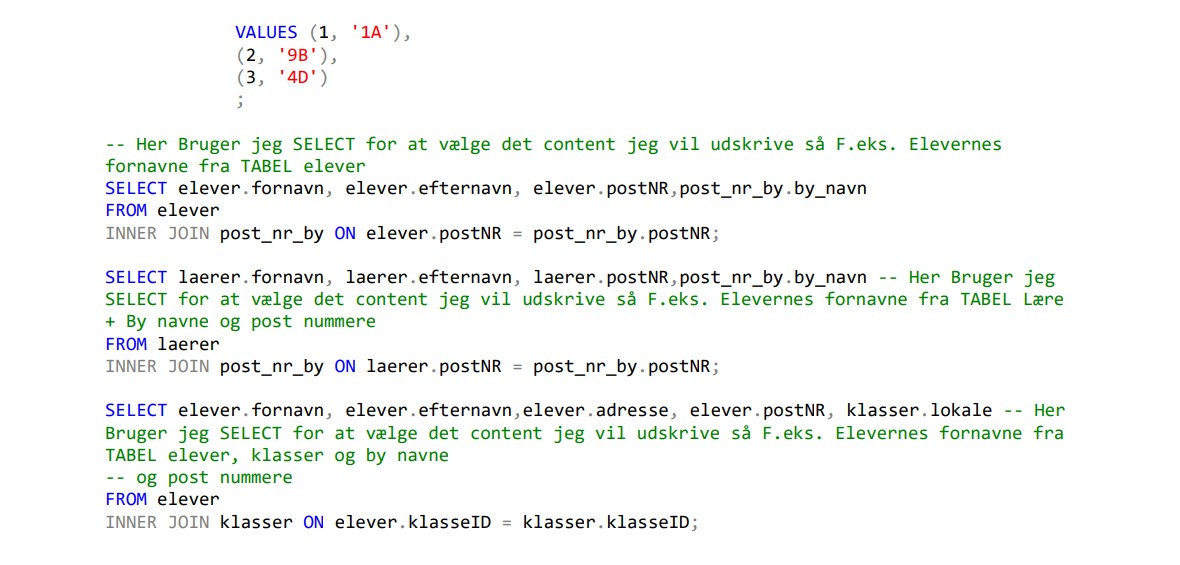 VALUES (1, '1A'),
(2, '9B'),
(3, '4D')
;
-- Her Bruger jeg SELECT for at vælge det content jeg vil udskrive så F.eks. Elevernes
fornavne fra TABEL elever
SELECT elever.fornavn, elever.efternavn, elever.postNR,post_nr_by.by_navn
FROM elever
INNER JOIN post_nr_by ON elever.postNR = post_nr_by.postNR;
SELECT laerer.fornavn, laerer.efternavn, laerer.postNR,post_nr_by.by_navn -- Her Bruger jeg
SELECT for at vælge det content jeg vil udskrive så F.eks. Elevernes fornavne fra TABEL Lære
+ By navne og post nummere
FROM laerer
INNER JOIN post_nr_by ON laerer.postNR = post_nr_by.postNR;
SELECT elever.fornavn, elever.efternavn,elever.adresse, elever.postNR, klasser.lokale -- Her
Bruger jeg SELECT for at vælge det content jeg vil udskrive så F.eks. Elevernes fornavne fra
TABEL elever, klasser og by navne
-- og post nummere
FROM elever
INNER JOIN klasser ON elever.klasseID = klasser.klasseID;